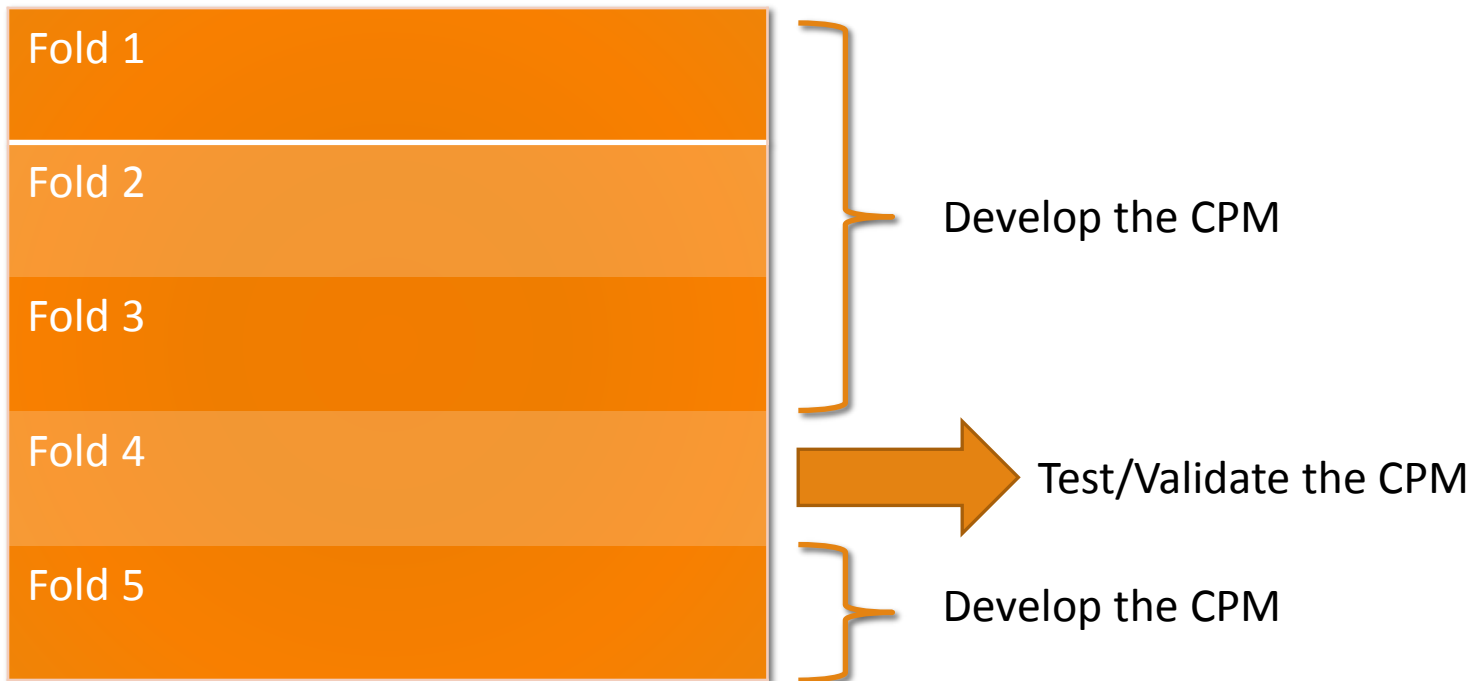 Fold 1
Fold 2
Develop the CPM
Fold 3
Fold 4
Test/Validate the CPM
Fold 5
Develop the CPM